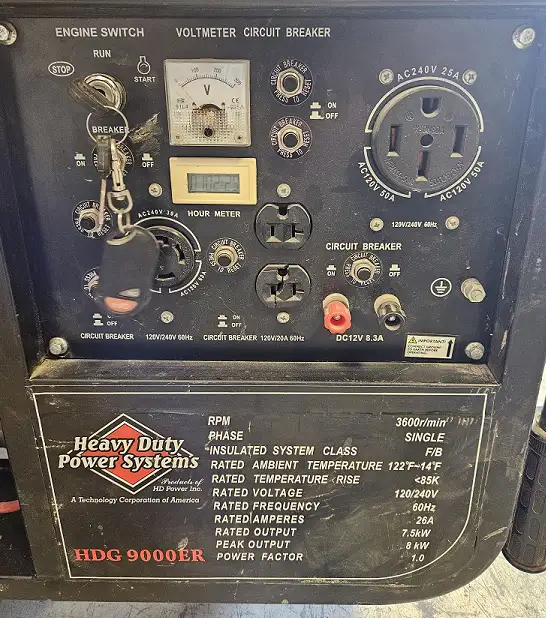 ENGINE SWITCH
VOLTMETER
CIRCUIT BREAKER
RUN
STOP
START
V
ON
OFF
BREAKER
ON
OFF
HOUR METER
AC240V 25A
AC120V 50A
AC120V 50A
120V/240V 60Hz
CIRCUIT BREAKER
ON
OFF
ON
OFF
ON
OFF
CIRCUIT BREAKER
120V/240V 60Hz
CIRCUIT BREAKER
120V/20A 60Hz
DC12V 8.3A
IMPORTANT!
Heavy Duty
Power Systems
Products of
HD Power Inc.
A Technology Corporation of America
HDG 9000ER
RPM 3600r/min
PHASE SINGLE
INSULATED SYSTEM CLASS F/B
RATED AMBIENT TEMPERATURE 122°F~14°F
RATED TEMPERATURE RISE <85K
RATED VOLTAGE 120/240V
RATED FREQUENCY 60Hz
RATED AMPERES 26A
RATED OUTPUT 7.5kW
PEAK OUTPUT 8 kW
POWER FACTOR 1.0